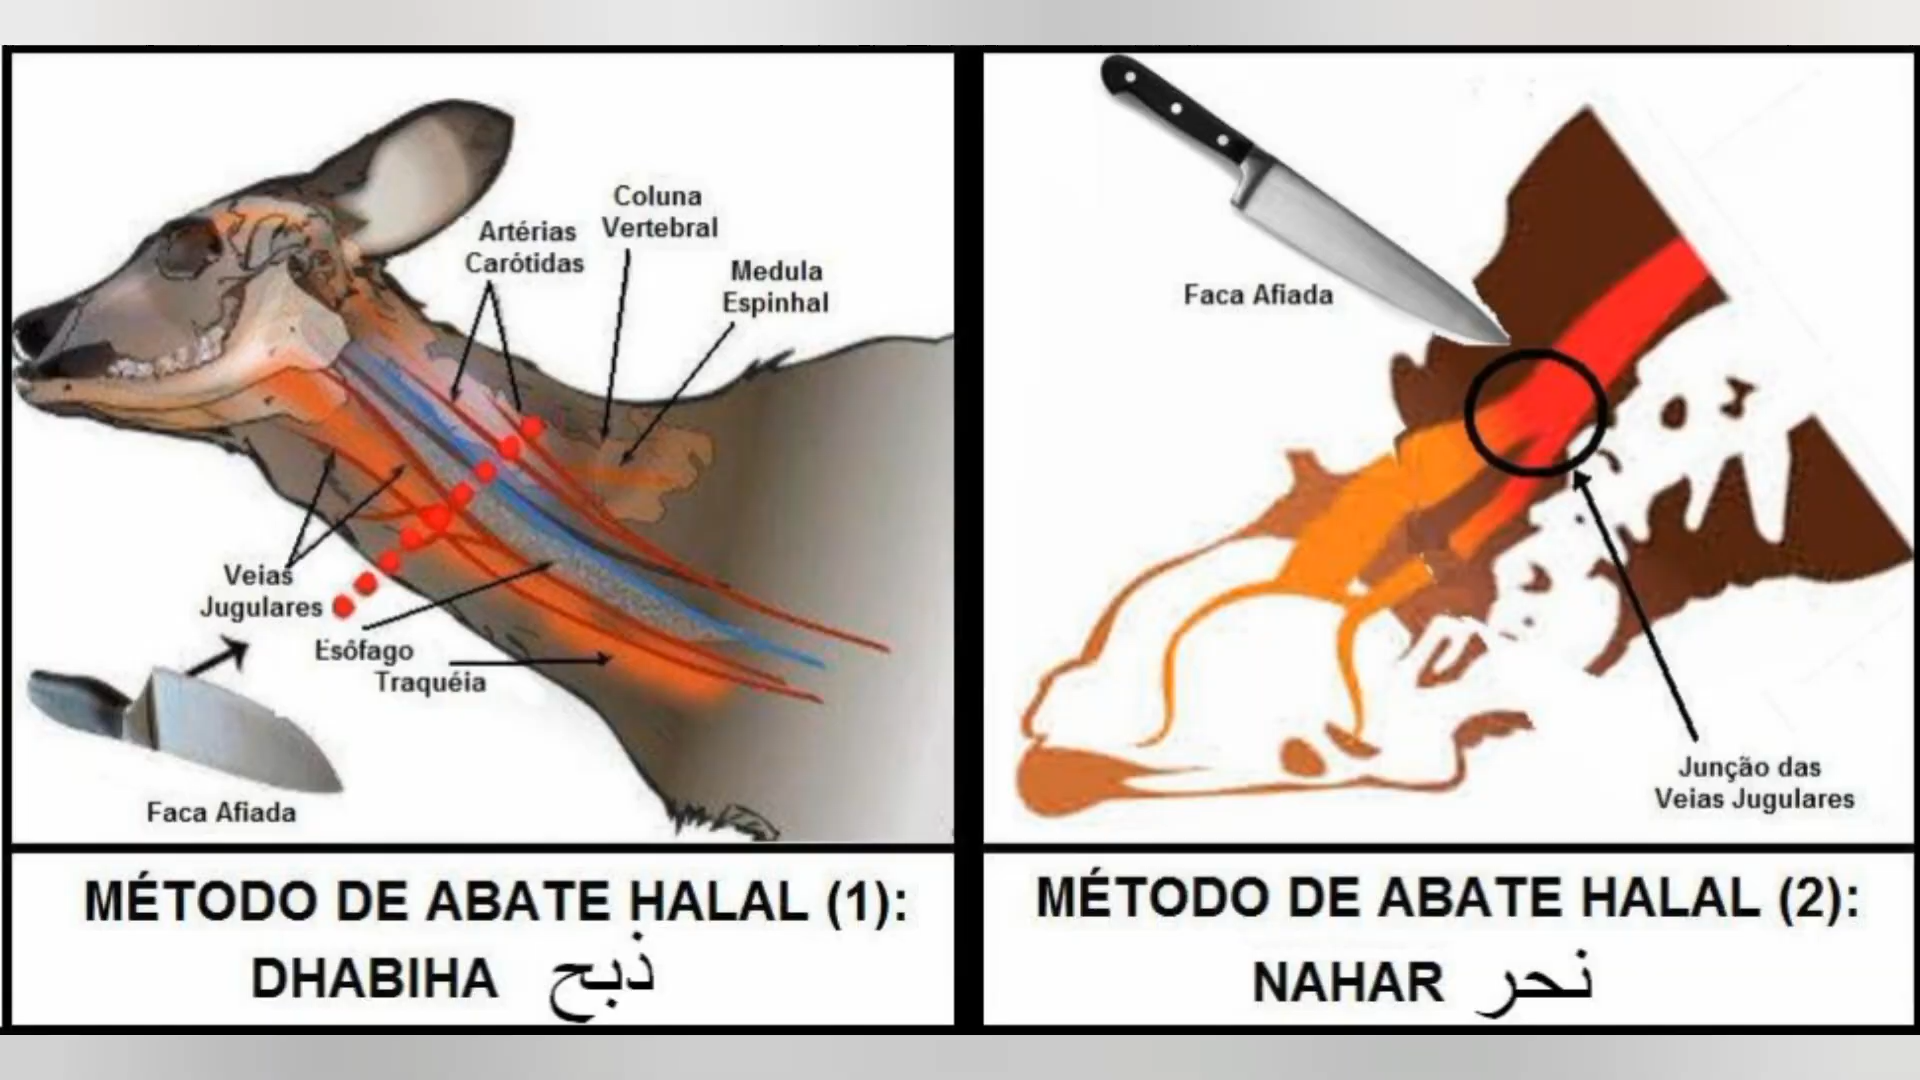 Coluna
Vertebral
Artérias
Carótidas
Medula
Espinhal
Veias
Jugulares
Esôfago
Traquéia
Faca Afiada
MÉTODO DE ABATE HALAL (1):
DHABIHA ذبح
Faca Afiada
Junção das
Veias Jugulares
MÉTODO DE ABATE HALAL (2):
NAHAR نحر